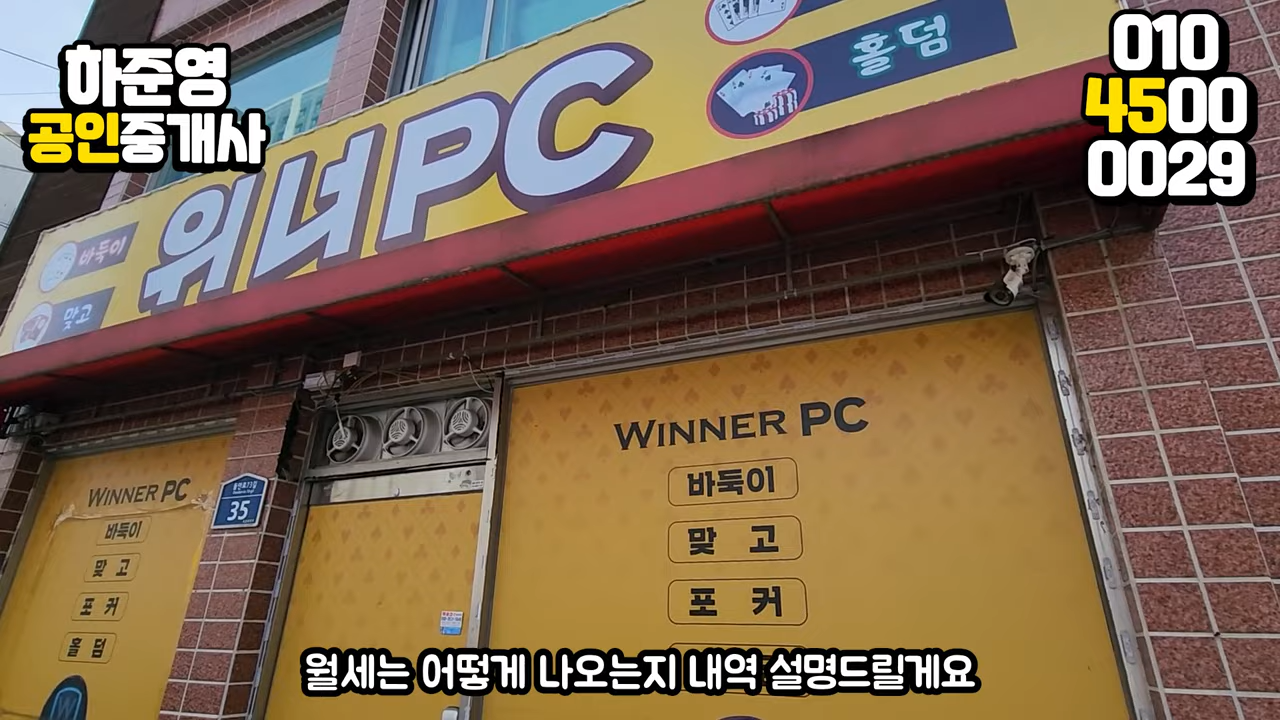 하준영
공인중개사
010
4500
0029
홀덤
위너PC
바둑이
맞고
WINNER PC
바둑이
맞 고
포 커
WINNER PC
바둑이
맞 고
포 커
홀 덤
35
월세는 어떻게 나오는지 내역 설명드릴게요